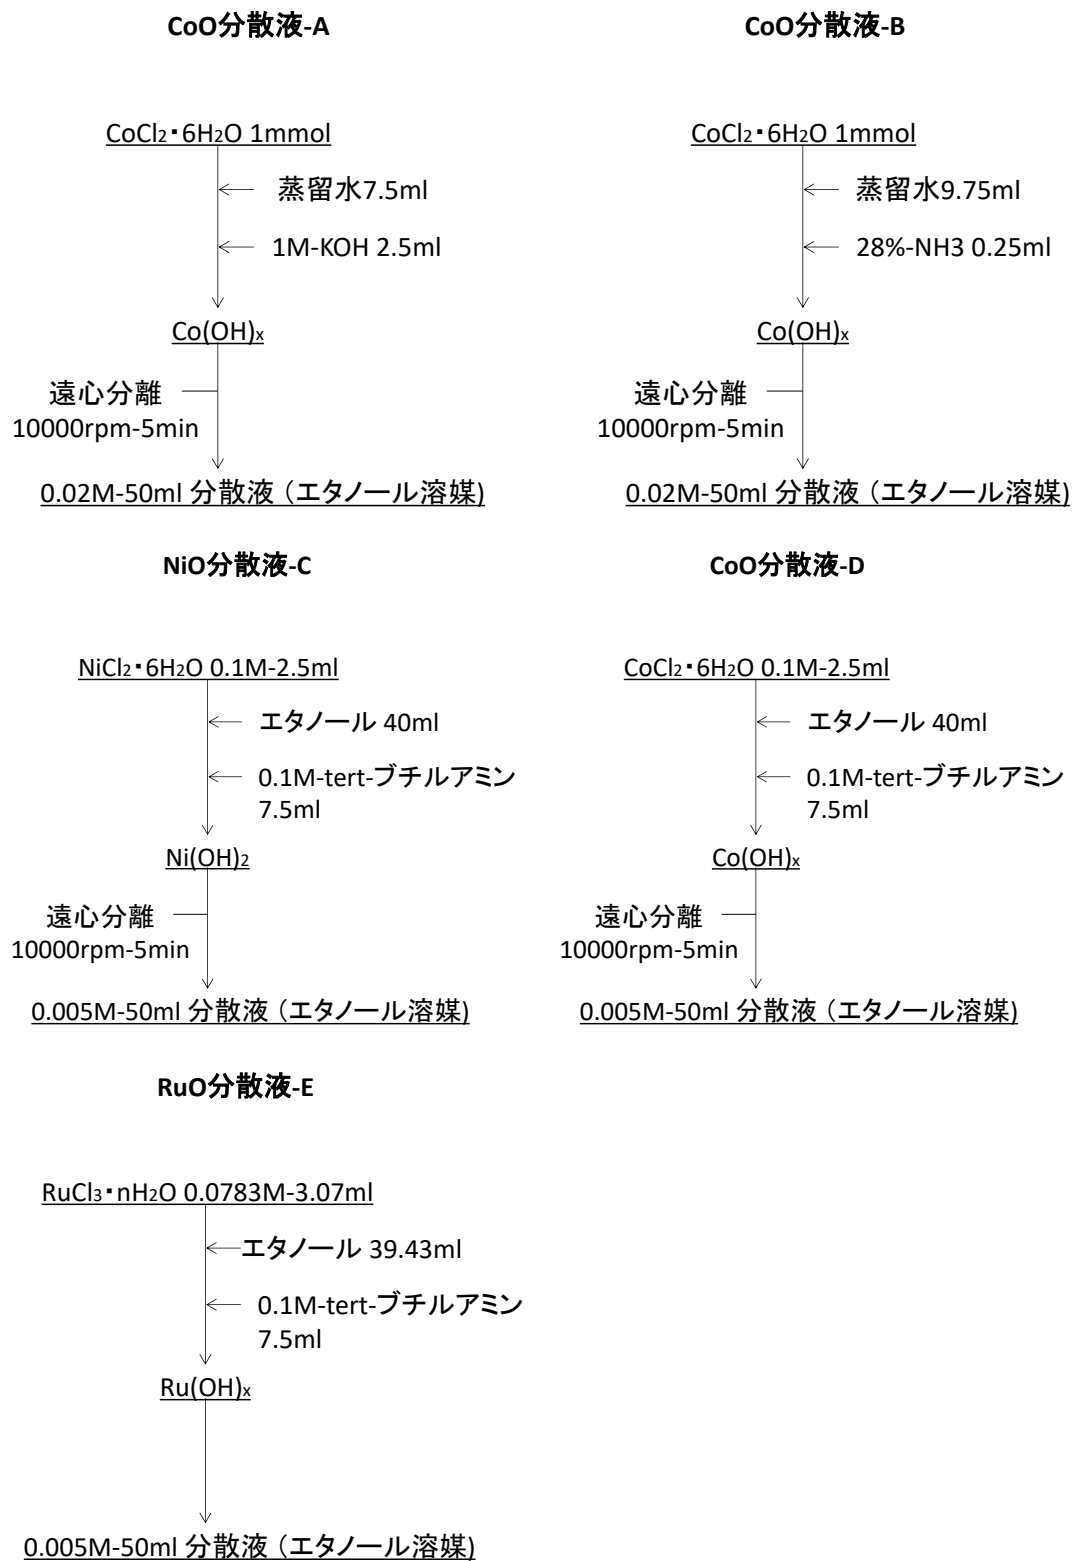 CoO分散液-A
CoCl₂・6H₂O 1mmol
蒸留水7.5ml
1M-KOH 2.5ml
Co(OH)ₓ
遠心分離
10000rpm-5min
0.02M-50ml 分散液（エタノール溶媒)
CoO分散液-B
CoCl₂・6H₂O 1mmol
蒸留水9.75ml
28%-NH3 0.25ml
Co(OH)ₓ
遠心分離
10000rpm-5min
0.02M-50ml 分散液（エタノール溶媒)
NiO分散液-C
NiCl₂・6H₂O 0.1M-2.5ml
エタノール 40ml
0.1M-tert-ブチルアミン
7.5ml
Ni(OH)₂
遠心分離
10000rpm-5min
0.005M-50ml 分散液（エタノール溶媒)
CoO分散液-D
CoCl₂・6H₂O 0.1M-2.5ml
エタノール 40ml
0.1M-tert-ブチルアミン
7.5ml
Co(OH)ₓ
遠心分離
10000rpm-5min
0.005M-50ml 分散液（エタノール溶媒)
RuO分散液-E
RuCl₃・nH₂O 0.0783M-3.07ml
エタノール 39.43ml
0.1M-tert-ブチルアミン
7.5ml
Ru(OH)ₓ
0.005M-50ml 分散液（エタノール溶媒)